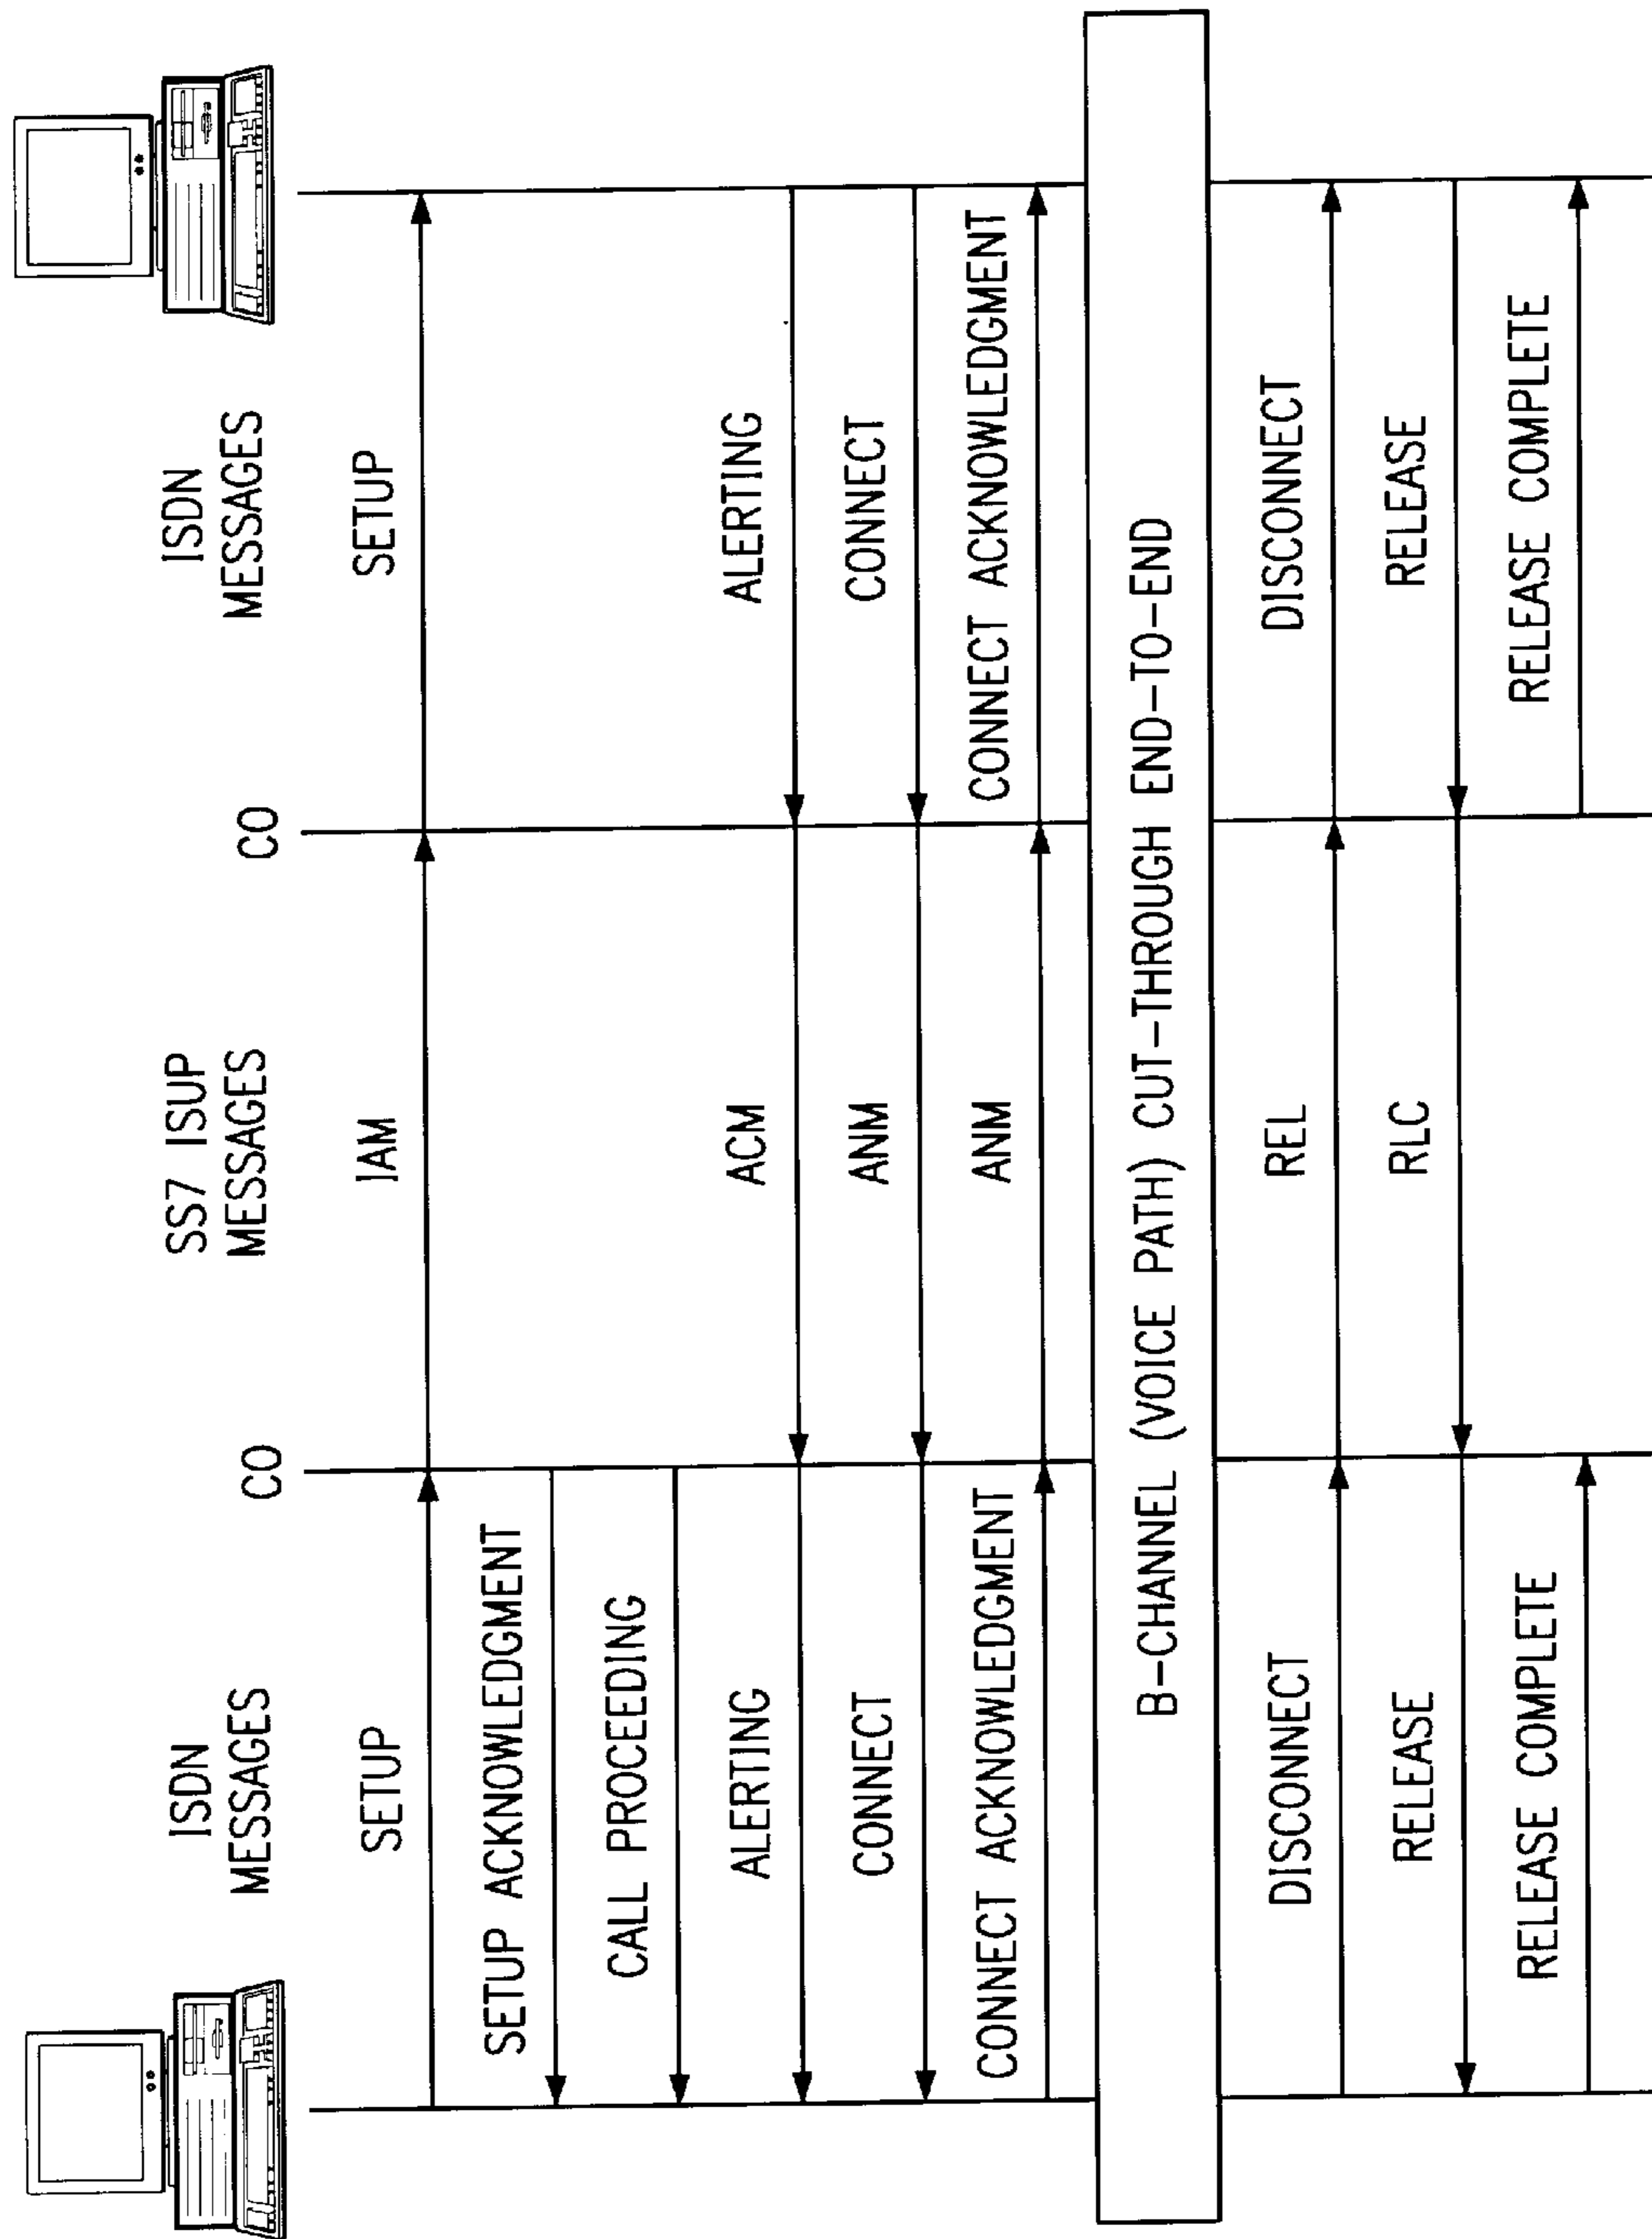 ISDN
MESSAGES
CO
SS7 ISUP
MESSAGES
CO
ISDN
MESSAGES
SETUP
IAM
SETUP
SETUP ACKNOWLEDGMENT
CALL PROCEEDING
ALERTING
ACM
ALERTING
CONNECT
ANM
CONNECT
CONNECT ACKNOWLEDGMENT
ANM
CONNECT ACKNOWLEDGMENT
B-CHANNEL (VOICE PATH) CUT-THROUGH END-TO-END
DISCONNECT
REL
DISCONNECT
RELEASE
RLC
RELEASE
RELEASE COMPLETE
RELEASE COMPLETE